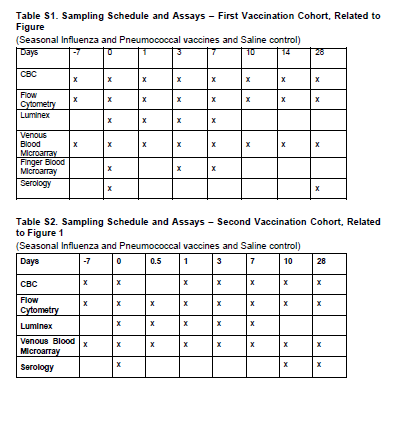 Table S1. Sampling Schedule and Assays – First Vaccination Cohort, Related to
Figure
(Seasonal Influenza and Pneumococcal vaccines and Saline control)
Days -7 0 1 3 7 10 14 28
CBC x x x x x x x x
Flow
Cytometry x x x x x x x x
Luminex x x x x
Venous
Blood
Microarray x x x x x x x x
Finger Blood
Microarray x x x
Serology x x
Table S2. Sampling Schedule and Assays – Second Vaccination Cohort, Related
to Figure 1
(Seasonal Influenza and Pneumococcal vaccines and Saline control)
Days -7 0 0.5 1 3 7 10 28
CBC x x x x x x x
Flow
Cytometry x x x x x x x x
Luminex x x x x x
Venous Blood
Microarray x x x x x x x x
Serology x x x